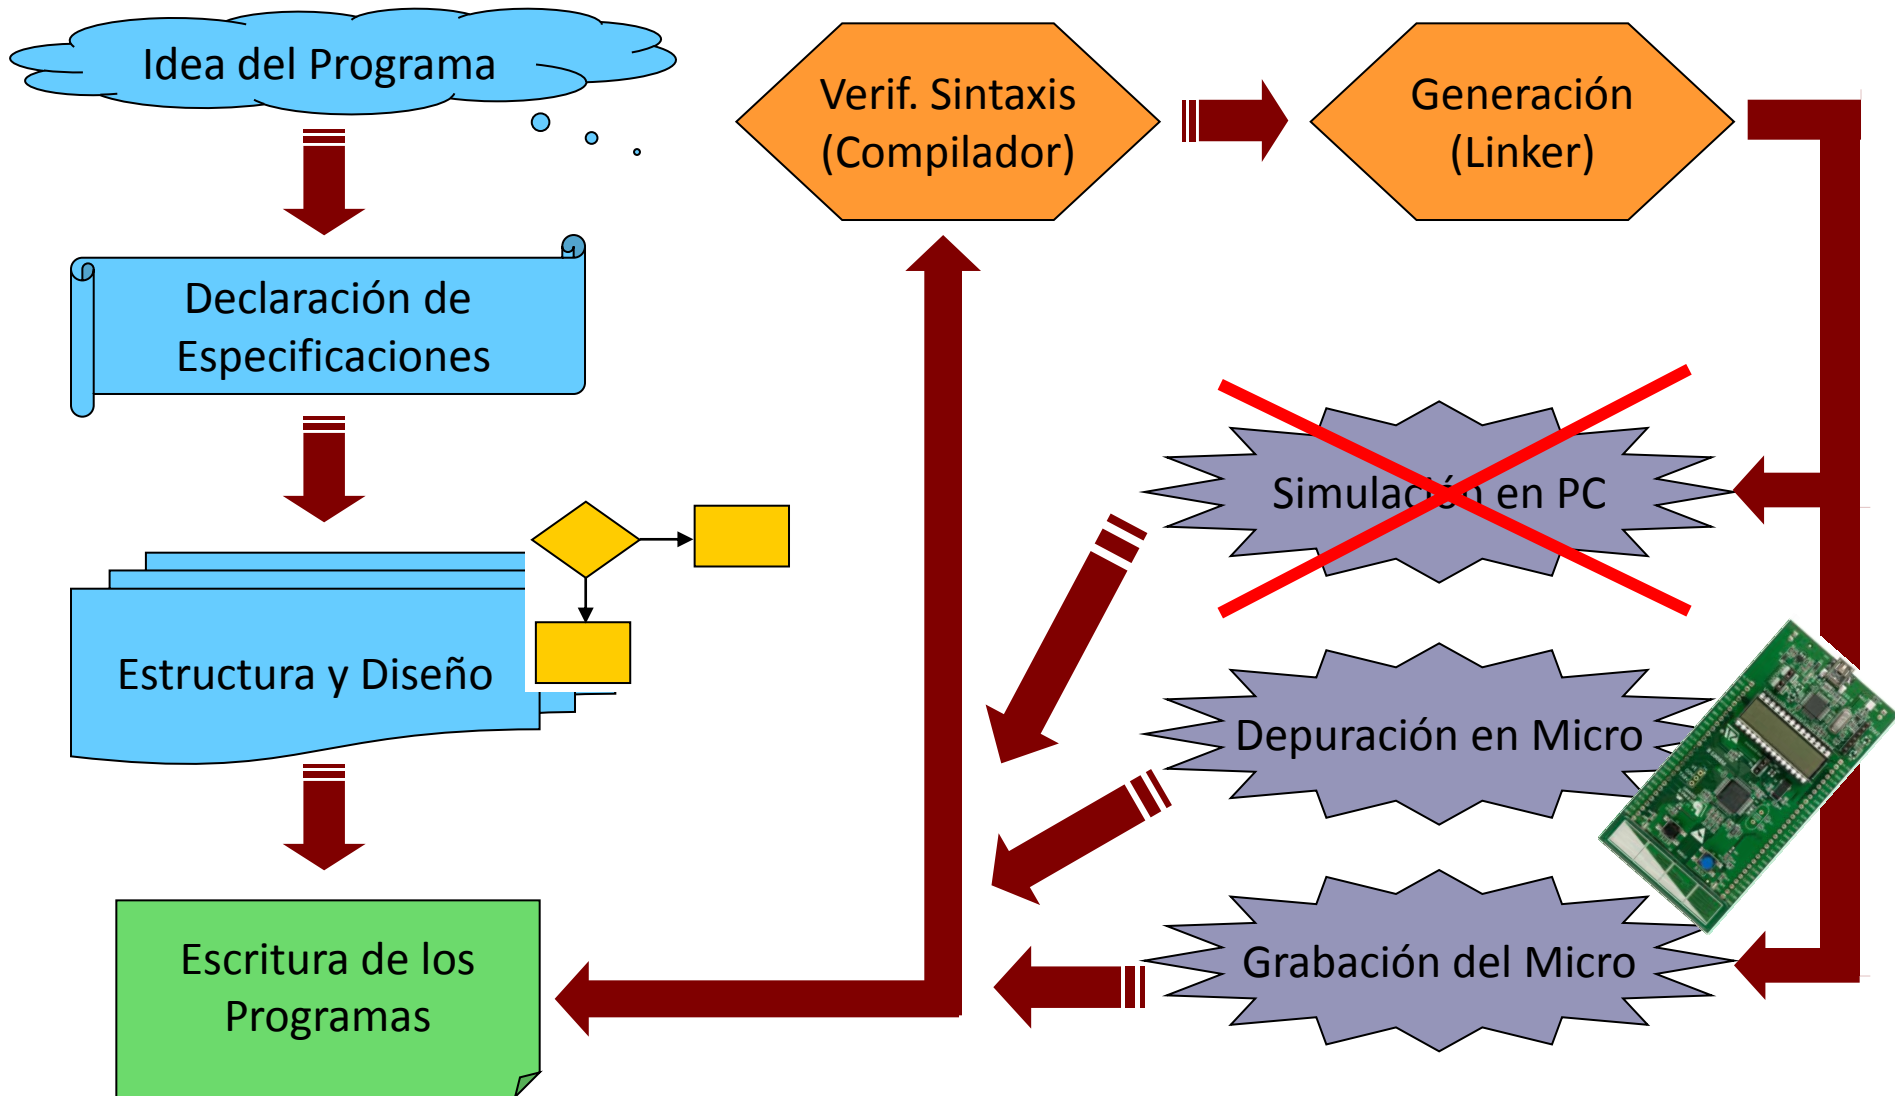 Idea del Programa
Declaración de
Especificaciones
Estructura y Diseño
Escritura de los
Programas
Verif. Sintaxis
(Compilador)
Generación
(Linker)
Simulación en PC
Depuración en Micro
Grabación del Micro